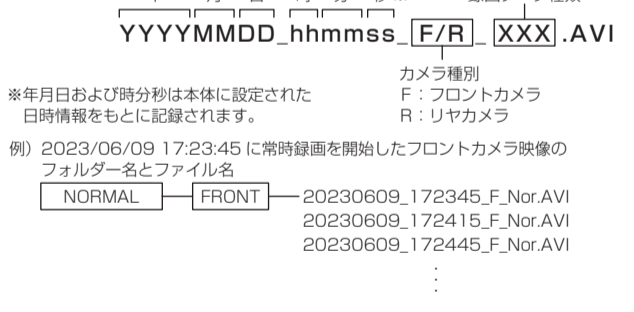 YYYYMMDD_hhmmss_F/R_XXX.AVI
カメラ種別
※年月日および時分秒は本体に設定された
F：フロントカメラ
日時情報をもとに記録されます。
R：リヤカメラ
例）2023/06/09 17:23:45 に常時録画を開始したフロントカメラ映像の
フォルダー名とファイル名
NORMAL FRONT 20230609_172345_F_Nor.AVI
20230609_172415_F_Nor.AVI
20230609_172445_F_Nor.AVI